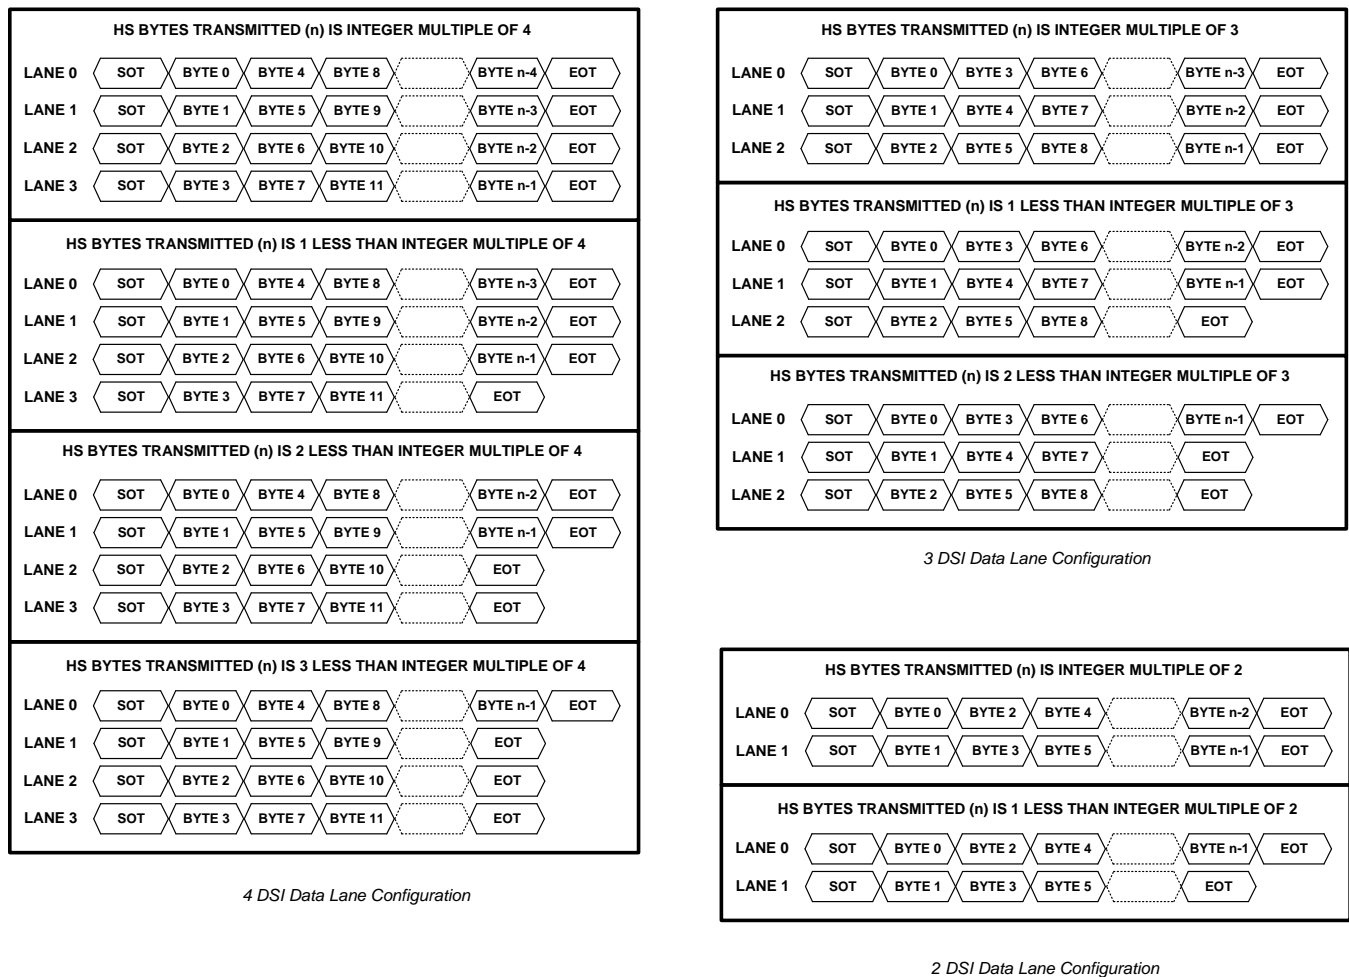 HS BYTES TRANSMITTED (n) IS INTEGER MULTIPLE OF 4
LANE 0 SOT BYTE 0 BYTE 4 BYTE 8 BYTE n-4 EOT
LANE 1 SOT BYTE 1 BYTE 5 BYTE 9 BYTE n-3 EOT
LANE 2 SOT BYTE 2 BYTE 6 BYTE 10 BYTE n-2 EOT
LANE 3 SOT BYTE 3 BYTE 7 BYTE 11 BYTE n-1 EOT
HS BYTES TRANSMITTED (n) IS 1 LESS THAN INTEGER MULTIPLE OF 4
LANE 0 SOT BYTE 0 BYTE 4 BYTE 8 BYTE n-3 EOT
LANE 1 SOT BYTE 1 BYTE 5 BYTE 9 BYTE n-2 EOT
LANE 2 SOT BYTE 2 BYTE 6 BYTE 10 BYTE n-1 EOT
LANE 3 SOT BYTE 3 BYTE 7 BYTE 11 EOT
HS BYTES TRANSMITTED (n) IS 2 LESS THAN INTEGER MULTIPLE OF 4
LANE 0 SOT BYTE 0 BYTE 4 BYTE 8 BYTE n-2 EOT
LANE 1 SOT BYTE 1 BYTE 5 BYTE 9 BYTE n-1 EOT
LANE 2 SOT BYTE 2 BYTE 6 BYTE 10 EOT
LANE 3 SOT BYTE 3 BYTE 7 BYTE 11 EOT
HS BYTES TRANSMITTED (n) IS 3 LESS THAN INTEGER MULTIPLE OF 4
LANE 0 SOT BYTE 0 BYTE 4 BYTE 8 BYTE n-1 EOT
LANE 1 SOT BYTE 1 BYTE 5 BYTE 9 EOT
LANE 2 SOT BYTE 2 BYTE 6 BYTE 10 EOT
LANE 3 SOT BYTE 3 BYTE 7 BYTE 11 EOT
4 DSI Data Lane Configuration
HS BYTES TRANSMITTED (n) IS INTEGER MULTIPLE OF 3
LANE 0 SOT BYTE 0 BYTE 3 BYTE 6 BYTE n-3 EOT
LANE 1 SOT BYTE 1 BYTE 4 BYTE 7 BYTE n-2 EOT
LANE 2 SOT BYTE 2 BYTE 5 BYTE 8 BYTE n-1 EOT
HS BYTES TRANSMITTED (n) IS 1 LESS THAN INTEGER MULTIPLE OF 3
LANE 0 SOT BYTE 0 BYTE 3 BYTE 6 BYTE n-2 EOT
LANE 1 SOT BYTE 1 BYTE 4 BYTE 7 BYTE n-1 EOT
LANE 2 SOT BYTE 2 BYTE 5 BYTE 8 EOT
HS BYTES TRANSMITTED (n) IS 2 LESS THAN INTEGER MULTIPLE OF 3
LANE 0 SOT BYTE 0 BYTE 3 BYTE 6 BYTE n-1 EOT
LANE 1 SOT BYTE 1 BYTE 4 BYTE 7 EOT
LANE 2 SOT BYTE 2 BYTE 5 BYTE 8 EOT
3 DSI Data Lane Configuration
HS BYTES TRANSMITTED (n) IS INTEGER MULTIPLE OF 2
LANE 0 SOT BYTE 0 BYTE 2 BYTE 4 BYTE n-2 EOT
LANE 1 SOT BYTE 1 BYTE 3 BYTE 5 BYTE n-1 EOT
HS BYTES TRANSMITTED (n) IS 1 LESS THAN INTEGER MULTIPLE OF 2
LANE 0 SOT BYTE 0 BYTE 2 BYTE 4 BYTE n-1 EOT
LANE 1 SOT BYTE 1 BYTE 3 BYTE 5 EOT
2 DSI Data Lane Configuration